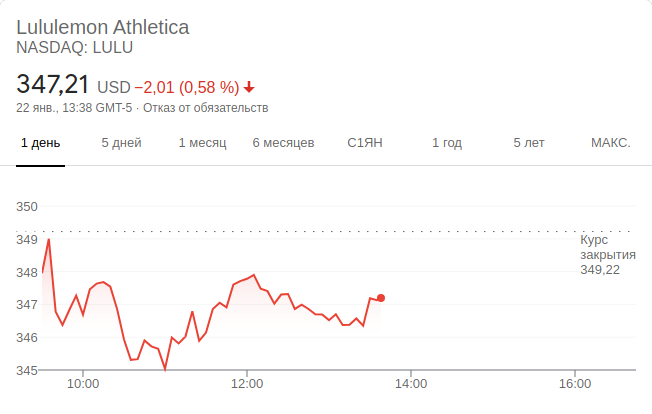 Lululemon Athletica
NASDAQ: LULU
347,21 USD −2,01 (0,58 %)
22 янв., 13:38 GMT-5 · Отказ от обязательств
1 день 5 дней 1 месяц 6 месяцев С1ЯН 1 год 5 лет МАКС.
350
349
348
347
346
345
Курс
закрытия
349,22
10:00 12:00 14:00 16:00